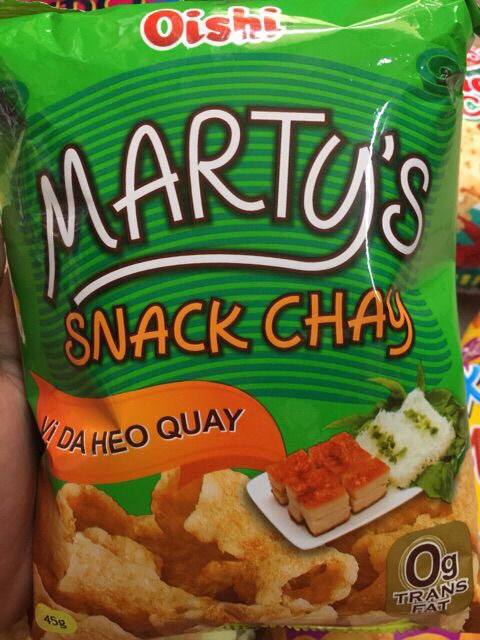 Oishi
MARTY'S
SNACK CHAY
Vị DA HEO QUAY
0g
TRANS
FAT
45g